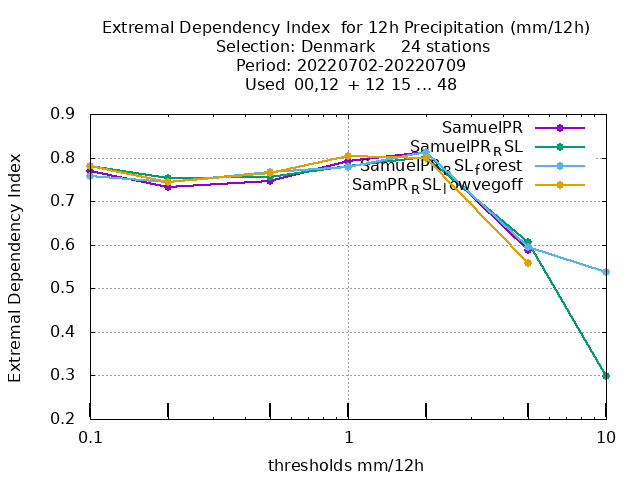 Extremal Dependency Index  for 12h Precipitation (mm/12h)
Selection: Denmark     24 stations
Period: 20220702-20220709
Used  00,12  + 12 15 ... 48
Extremal Dependency Index
0.9
0.8
0.7
0.6
0.5
0.4
0.3
0.2
SamuelPR
SamuelPR_RSL
SamuelPR_RSL_forest
SamPR_RSL_lowvegoff
0.1
1
10
thresholds mm/12h